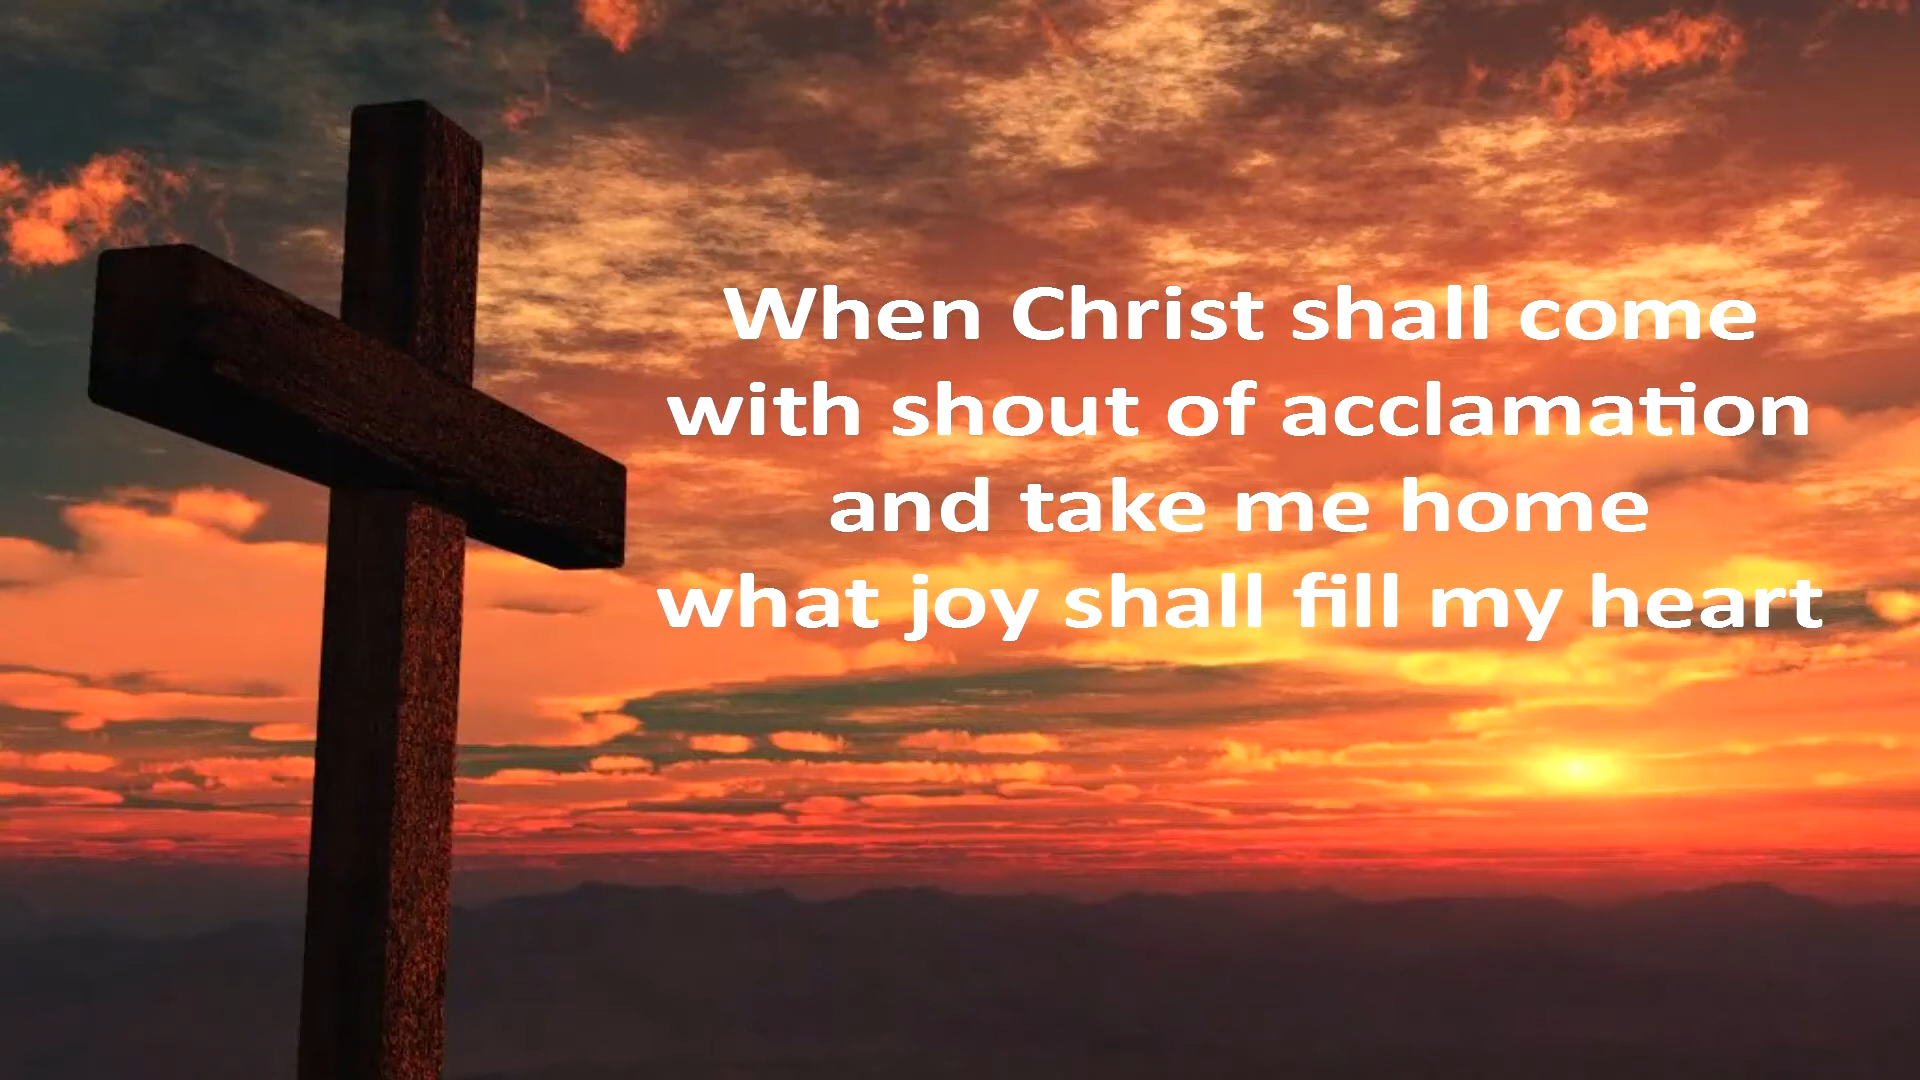 When Christ shall come
with shout of acclamation
and take me home
what joy shall fill my heart